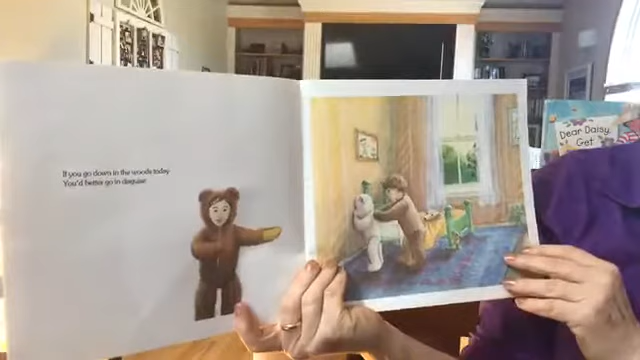 If you go down in the woods today
You'd better go in disguise
Dear Daisy,
Get